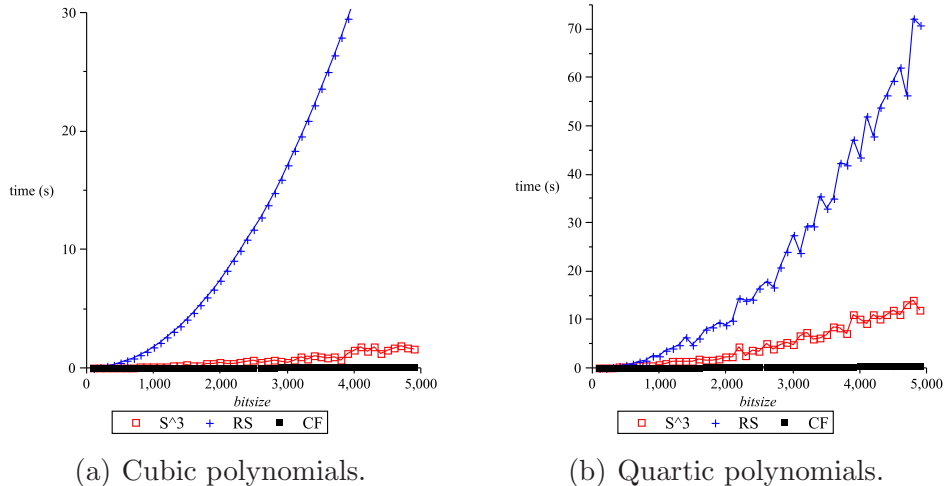 30
20
time (s)
10
0
1,000 2,000 3,000 4,000 5,000
bitsize
S^3 RS CF
(a) Cubic polynomials.
70
60
50
time (s)
40
30
20
10
0
1,000 2,000 3,000 4,000 5,000
bitsize
S^3 RS CF
(b) Quartic polynomials.